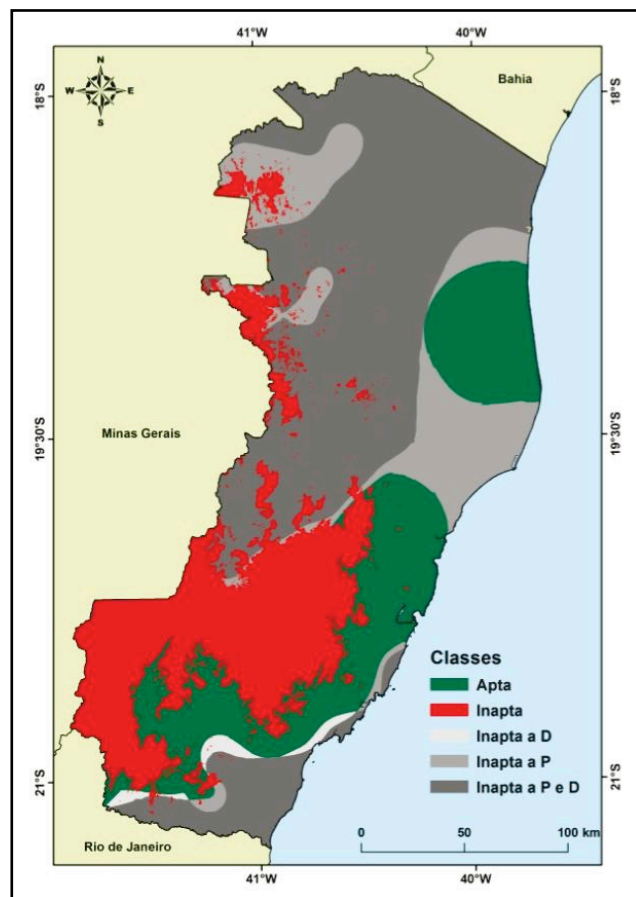 41°W
40°W
18°S
18°S
N
W
E
S
Bahia
Minas Gerais
19°30'S
19°30'S
Classes
Apta
Inapta
Inapta a D
Inapta a P
Inapta a P e D
21°S
21°S
0
50
100 km
Rio de Janeiro
41°W
40°W